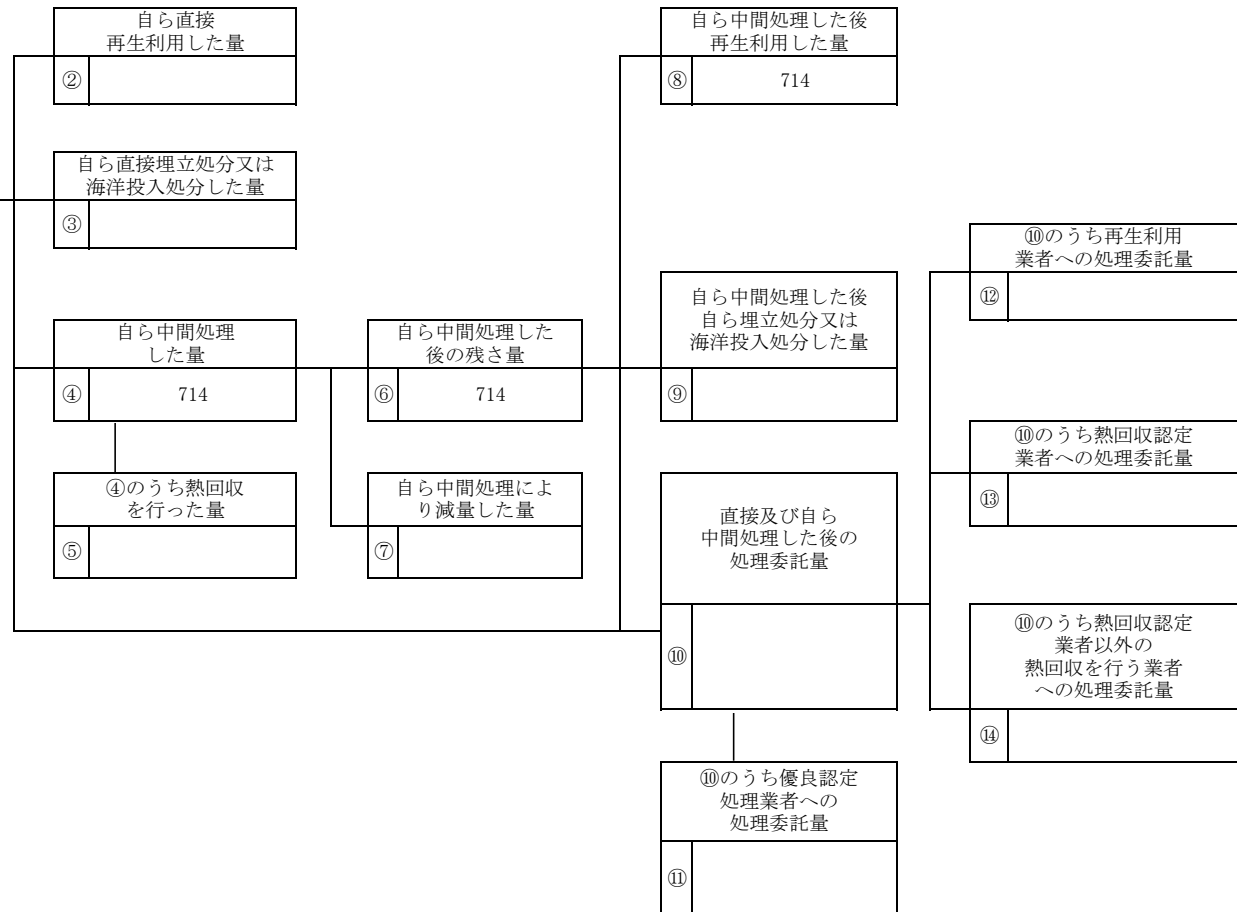 自ら直接
再生利用した量
②
自ら中間処理した後
再生利用した量
⑧ 714
自ら直接埋立処分又は
海洋投入処分した量
③
⑩のうち再生利用
業者への処理委託量
⑫
自ら中間処理
した量
④ 714
自ら中間処理した
後の残さ量
⑥ 714
自ら中間処理した後
自ら埋立処分又は
海洋投入処分した量
⑨
⑩のうち熱回収認定
業者への処理委託量
⑬
④のうち熱回収
を行った量
⑤
自ら中間処理によ
り減量した量
⑦
直接及び自ら
中間処理した後の
処理委託量
⑩
⑩のうち熱回収認定
業者以外の
熱回収を行う業者
への処理委託量
⑭
⑩のうち優良認定
処理業者への
処理委託量
⑪